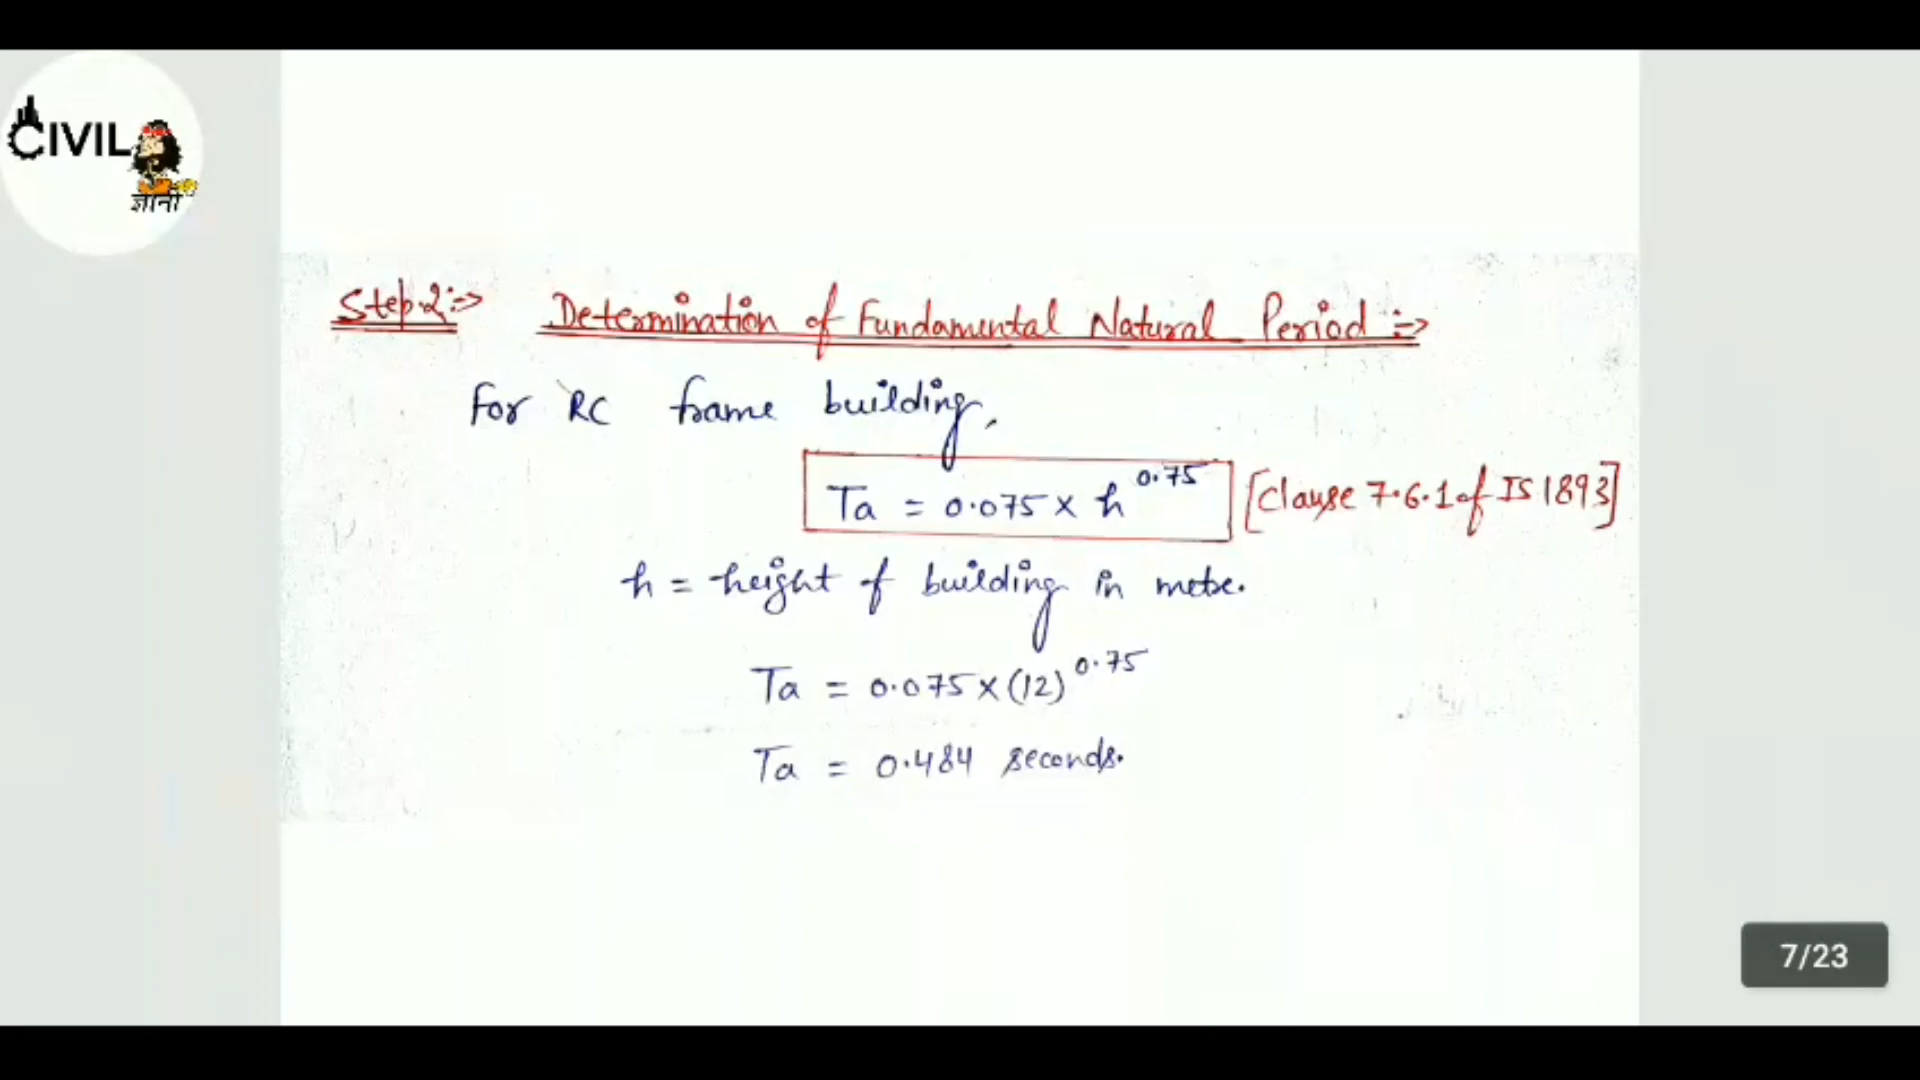 CIVIL
ज्ञानी
Step-2:->  Determination of Fundamental Natural Period :->
For RC frame building,
Ta = 0.075 x h^0.75 [Clause 7.6.1 of IS 1893]
h = height of building in metre.
Ta = 0.075 x (12)^0.75
Ta = 0.484 seconds.
7/23